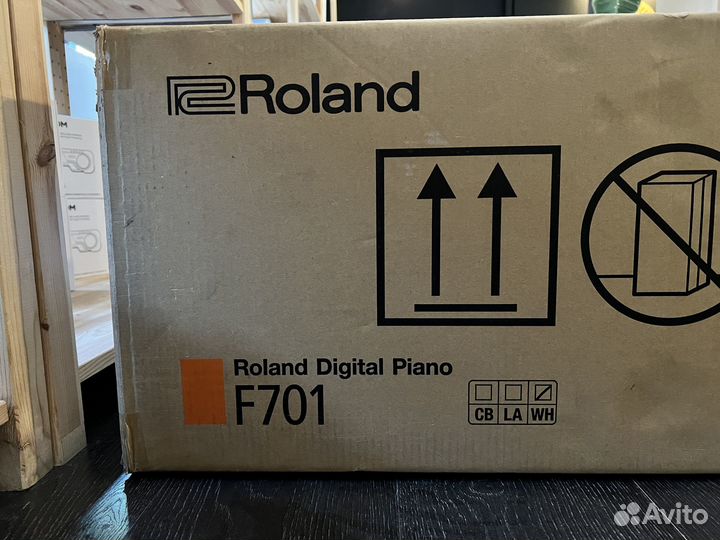 Roland
Roland Digital Piano
F701
CB LA WH
Avito